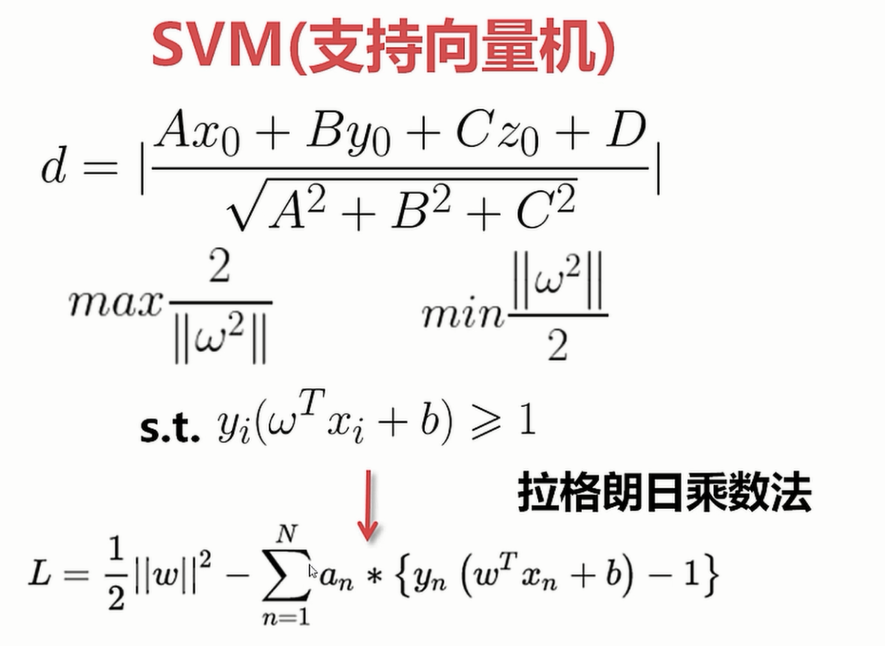 SVM(支持向量机)
d = |\frac{Ax_0 + By_0 + Cz_0 + D}{\sqrt{A^2 + B^2 + C^2}}|
max\frac{2}{\|\omega^2\|} min\frac{\|\omega^2\|}{2}
s.t. y_i(\omega^T x_i + b) ⩾ 1
拉格朗日乘数法
L = \frac{1}{2}||w||^2 - \sum_{n=1}^{N} a_n * \{y_n (w^T x_n + b) - 1\}